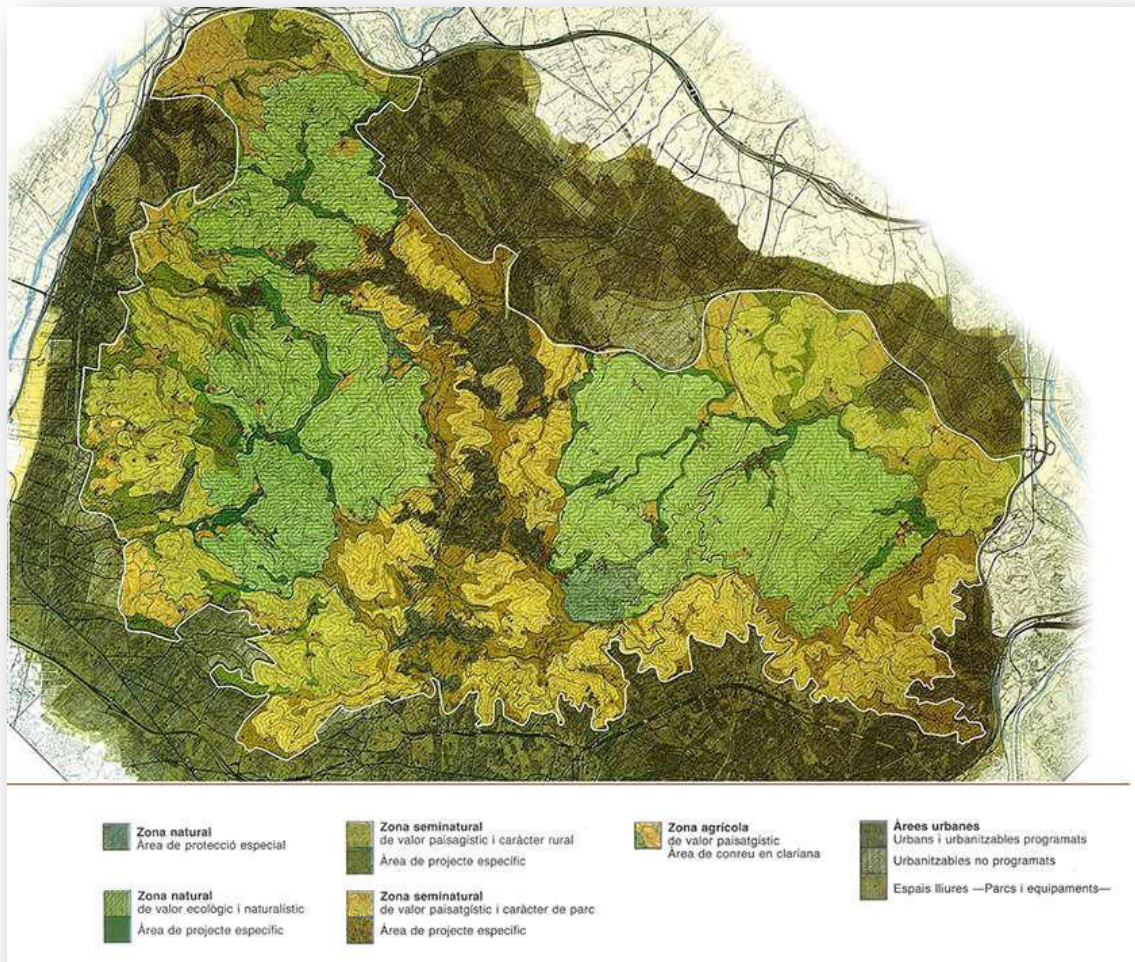 Zona natural
Àrea de protecció especial
Zona natural
de valor ecològic i naturalístic
Àrea de projecte específic
Zona seminatural
de valor paisagístic i caràcter rural
Àrea de projecte específic
Zona seminatural
de valor paisatgístic i caràcter de parc
Àrea de projecte específic
Zona agrícola
de valor paisatgístic
Àrea de conreu en clariana
Àrees urbanes
Urbans i urbanitzables programats
Urbanitzables no programats
Espais lliures —Parcs i equipaments—